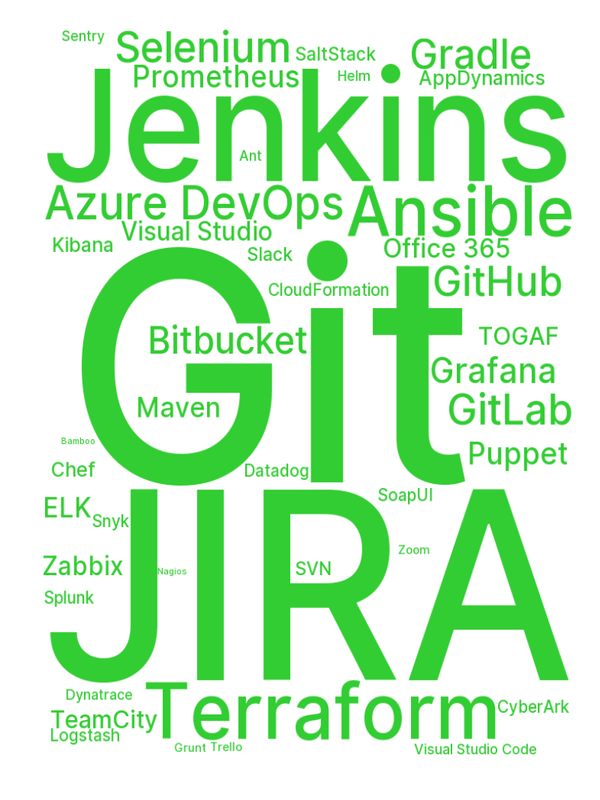 Sentry
Selenium
SaltStack
Gradle
Prometheus
Helm
AppDynamics
Jenkins
Ant
Azure DevOps
Ansible
Visual Studio
Kibana
Slack
Office 365
CloudFormation
GitHub
Git
Bitbucket
TOGAF
Grafana
Maven
GitLab
Bamboo
Puppet
Chef
Datadog
SoapUI
ELK
Snyk
JIRA
Zoom
Zabbix
Nagios
SVN
Splunk
Dynatrace
Terraform
CyberArk
TeamCity
Logstash
Grunt
Trello
Visual Studio Code